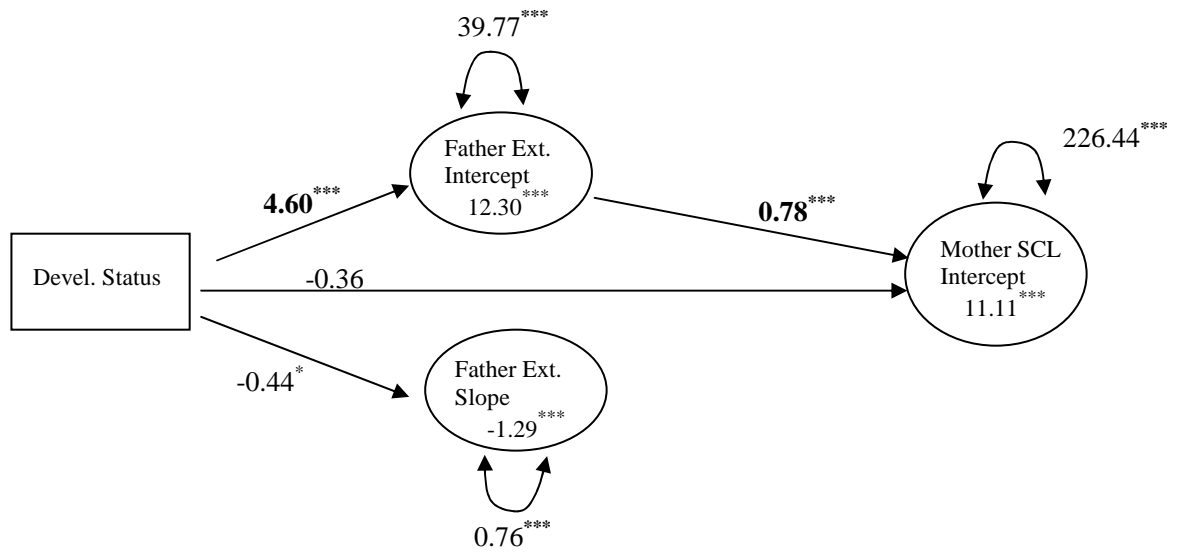 39.77***
Father Ext.
Intercept
12.30***
226.44***
4.60***
0.78***
Mother SCL
Intercept
11.11***
Devel. Status
-0.36
Father Ext.
Slope
-1.29***
-0.44*
0.76***